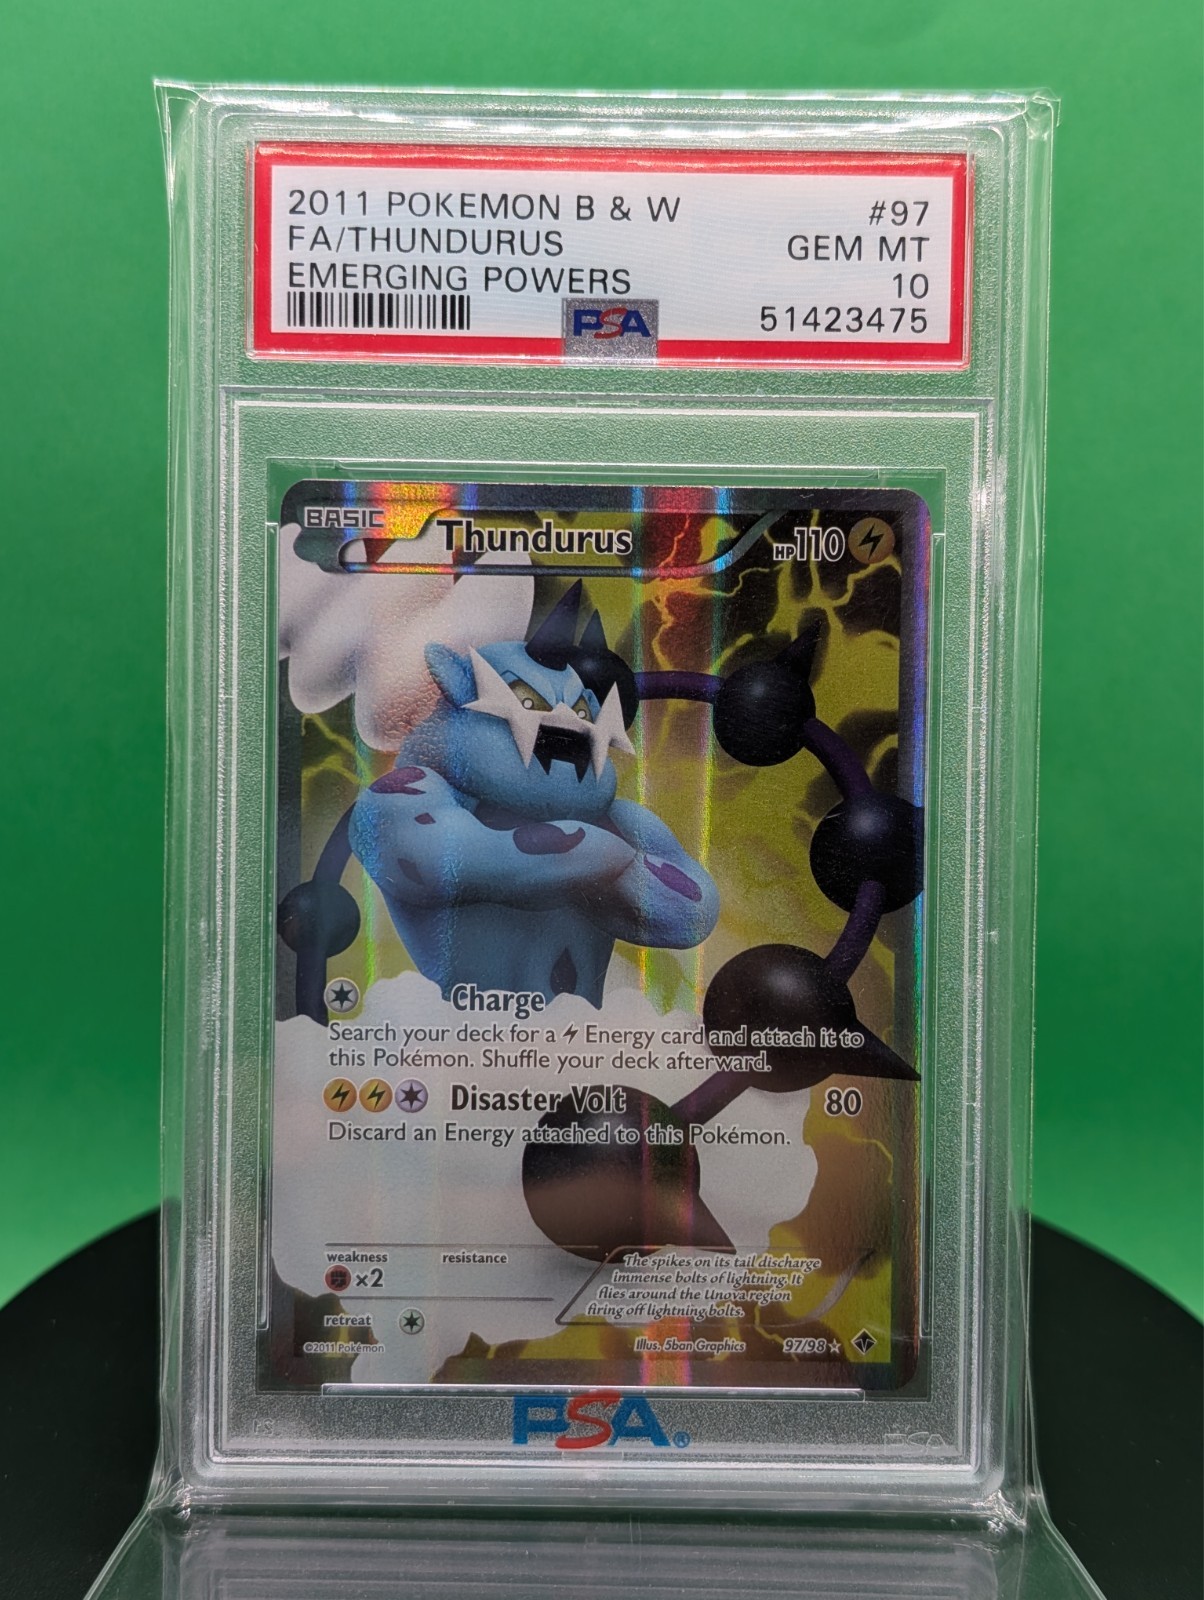 2011 POKEMON B & W #97
FA/THUNDURUS GEM MT
EMERGING POWERS 10
PSA 51423475
BASIC Thundurus HP110
Charge
Search your deck for a Energy card and attach it to
this Pokémon. Shuffle your deck afterward.
Disaster Volt 80
Discard an Energy attached to this Pokémon.
weakness resistance
×2
The spikes on its tail discharge
immense bolts of lightning. It
flies around the Unova region
firing off lightning bolts.
retreat
©2011 Pokémon Illus. 5ban Graphics 97/98
PSA®
PSA